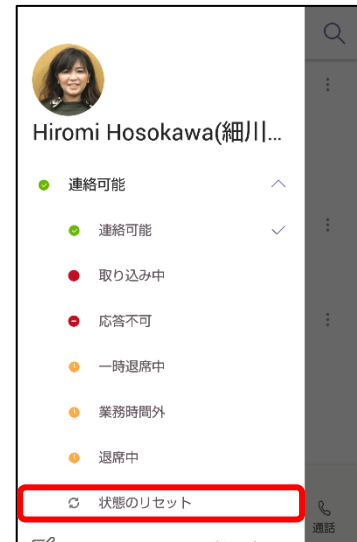 Hiromi Hosokawa(細川...
連絡可能
連絡可能
取り込み中
応答不可
一時退席中
業務時間外
退席中
状態のリセット
通話